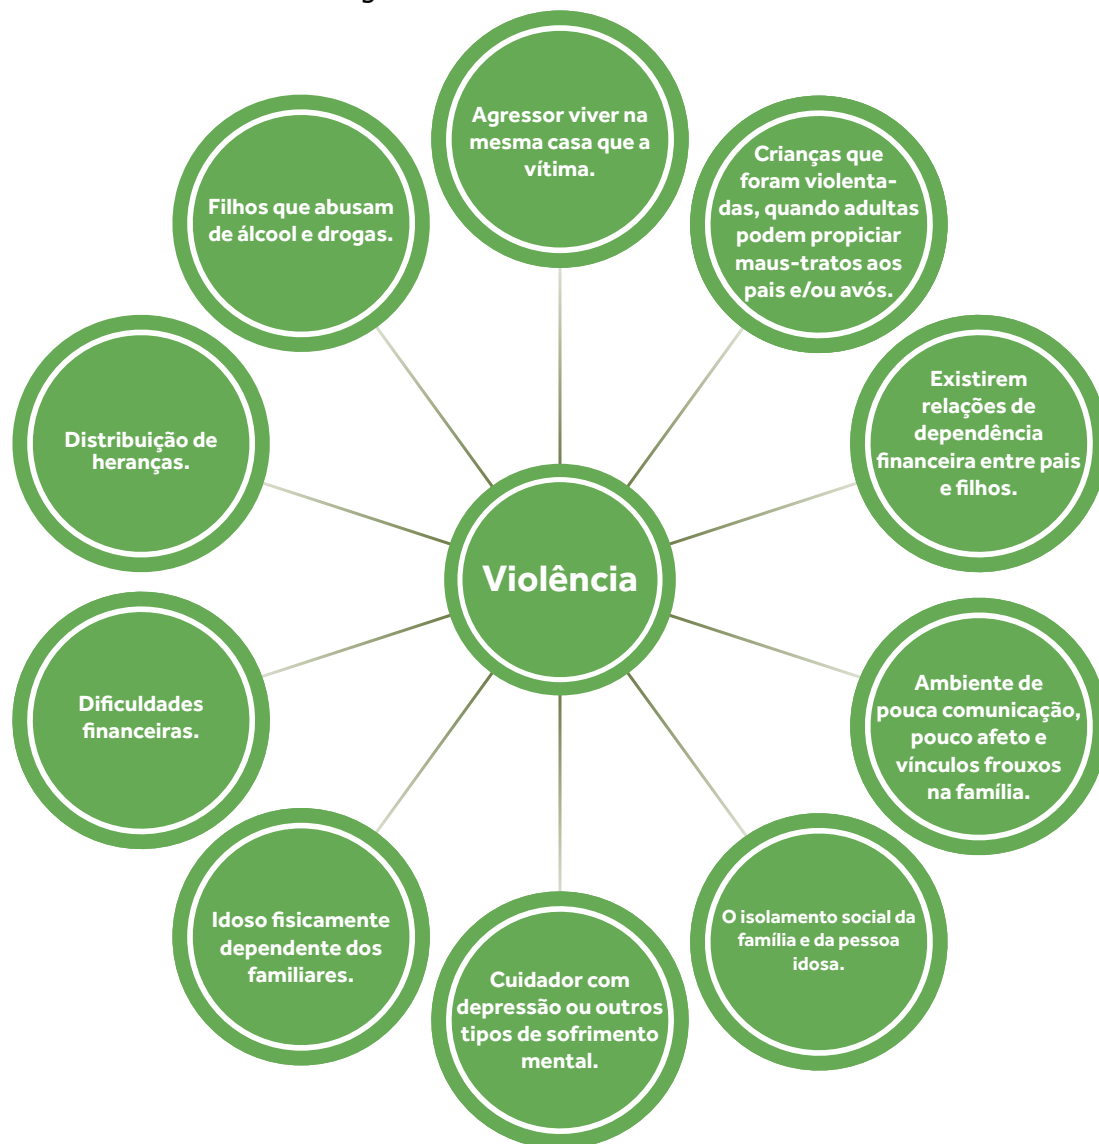 Agressor viver na
mesma casa que a
vítima.
Crianças que
foram violenta-
das, quando adultas
podem propiciar
maus-tratos aos
pais e/ou avós.
Existirem
relações de
dependência
financeira entre pais
e filhos.
Ambiente de
pouca comunicação,
pouco afeto e
vínculos frouxos
na família.
O isolamento social da
família e da pessoa
idosa.
Cuidador com
depressão ou outros
tipos de sofrimento
mental.
Idoso fisicamente
dependente dos
familiares.
Dificuldades
financeiras.
Distribuição de
heranças.
Filhos que abusam
de álcool e drogas.
Violência